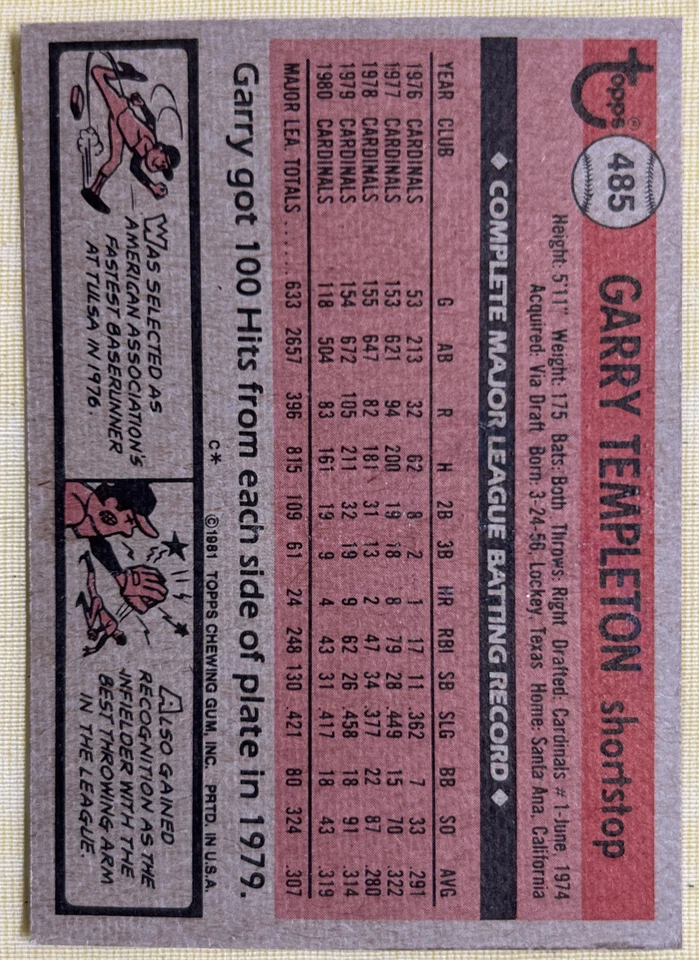 topps®
485
GARRY TEMPLETON shortstop
Height: 5'11" Weight: 175 Bats: Both Throws: Right Drafted: Cardinals #1-June, 1974
Acquired: Via Draft Born: 3-24-56, Lockey, Texas Home: Santa Ana, California
◆ COMPLETE MAJOR LEAGUE BATTING RECORD ◆
YEAR CLUB G AB R H 2B 3B HR RBI SB SLG BB SO AVG
1976 CARDINALS 53 213 32 62 8 2 1 17 11 .362 7 33 .291
1977 CARDINALS 153 621 94 200 19 18 8 79 28 .449 15 70 .322
1978 CARDINALS 155 647 82 181 31 13 2 47 34 .377 22 87 .280
1979 CARDINALS 154 672 105 211 32 19 9 62 26 .458 18 91 .314
1980 CARDINALS 118 504 83 161 19 9 4 43 31 .417 18 43 .319
MAJOR LEA. TOTALS ...... 633 2657 396 815 109 61 24 248 130 .421 80 324 .307
Garry got 100 Hits from each side of plate in 1979.
C* ©1981 TOPPS CHEWING GUM, INC. PRTD. IN U.S.A.
WAS SELECTED AS
AMERICAN ASSOCIATION'S
FASTEST BASERUNNER
AT TULSA IN 1976.
ALSO GAINED
RECOGNITION AS THE
INFIELDER WITH THE
BEST THROWING ARM
IN THE LEAGUE.